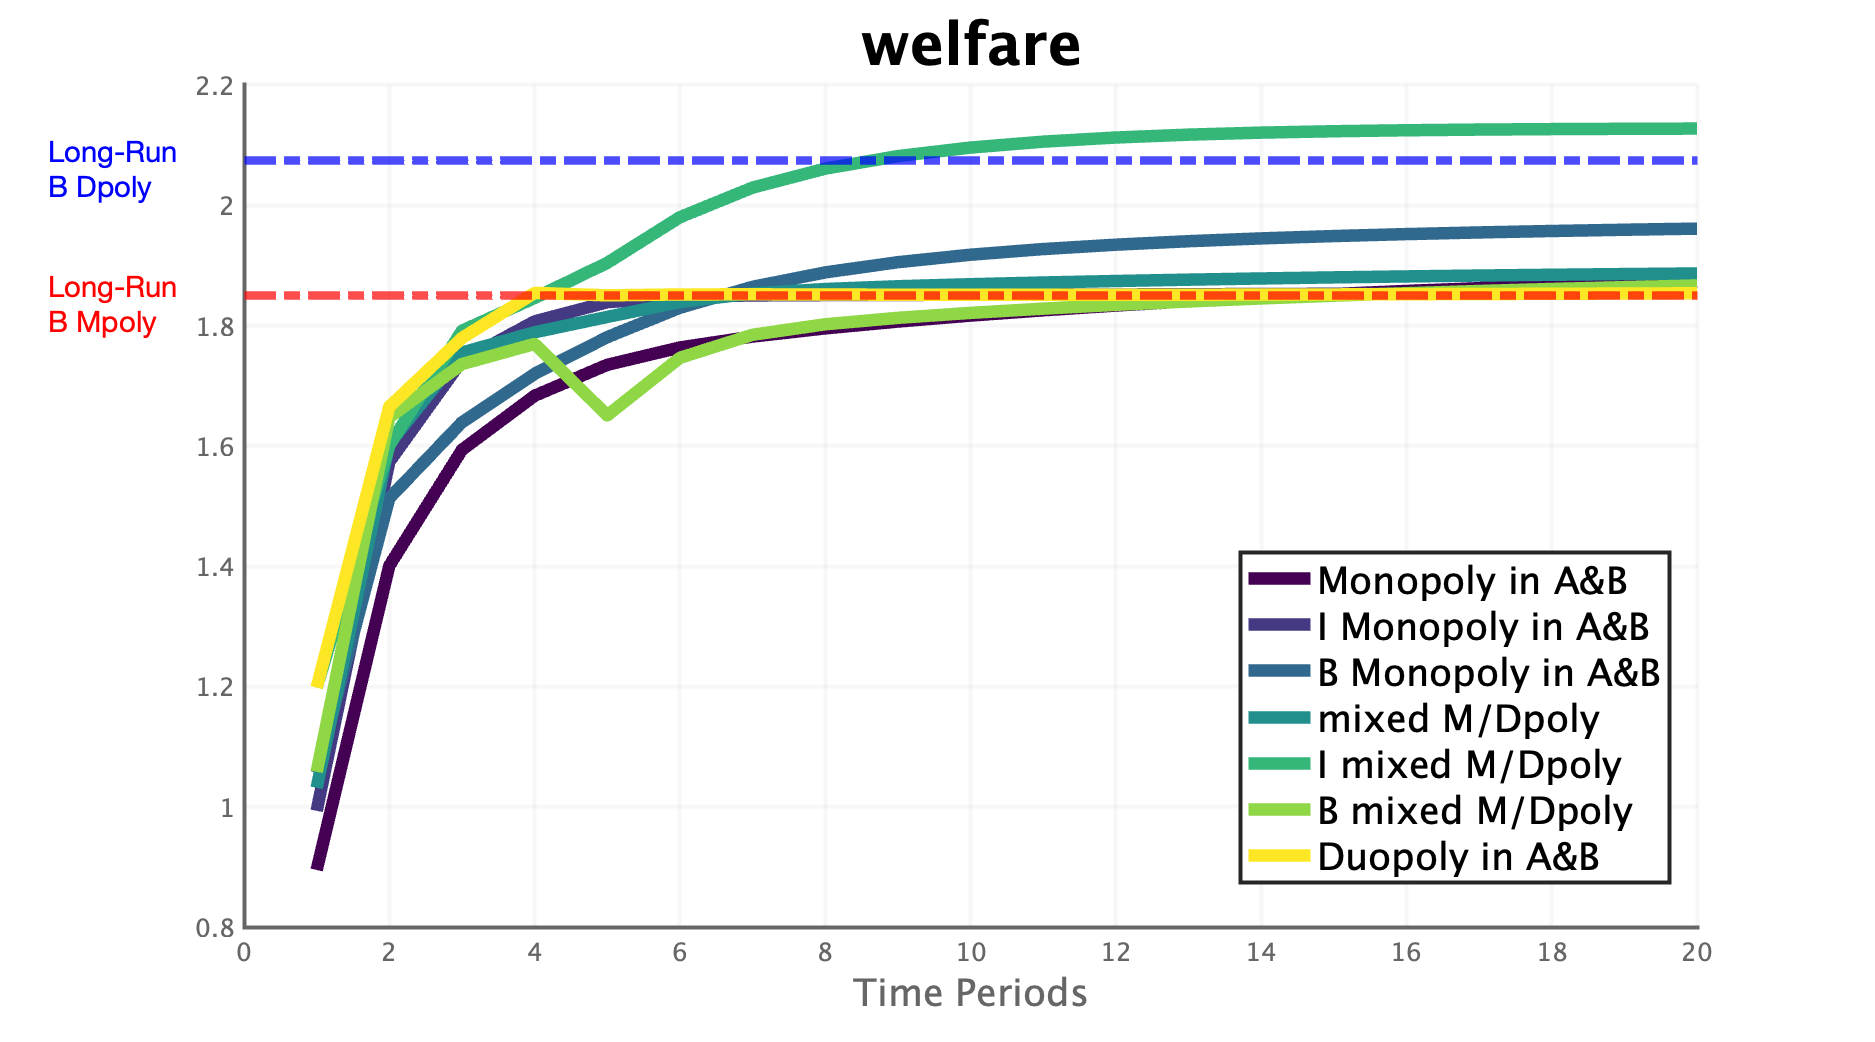 welfare
2.2
2
1.8
1.6
1.4
1.2
1
0.8
Long-Run
B Dpoly
Long-Run
B Mpoly
Monopoly in A&B
I Monopoly in A&B
B Monopoly in A&B
mixed M/Dpoly
I mixed M/Dpoly
B mixed M/Dpoly
Duopoly in A&B
0 2 4 6 8 10 12 14 16 18 20
Time Periods